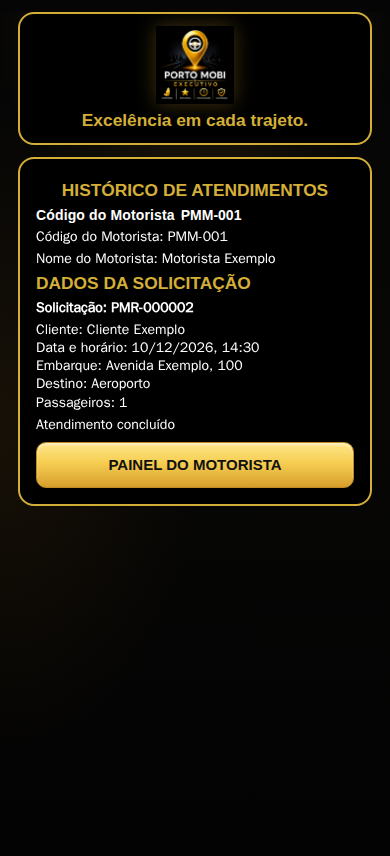 PORTO MOBI
EXECUTIVO
Excelência em cada trajeto.
HISTÓRICO DE ATENDIMENTOS
Código do Motorista PMM-001
Código do Motorista: PMM-001
Nome do Motorista: Motorista Exemplo
DADOS DA SOLICITAÇÃO
Solicitação: PMR-000002
Cliente: Cliente Exemplo
Data e horário: 10/12/2026, 14:30
Embarque: Avenida Exemplo, 100
Destino: Aeroporto
Passageiros: 1
Atendimento concluído
PAINEL DO MOTORISTA